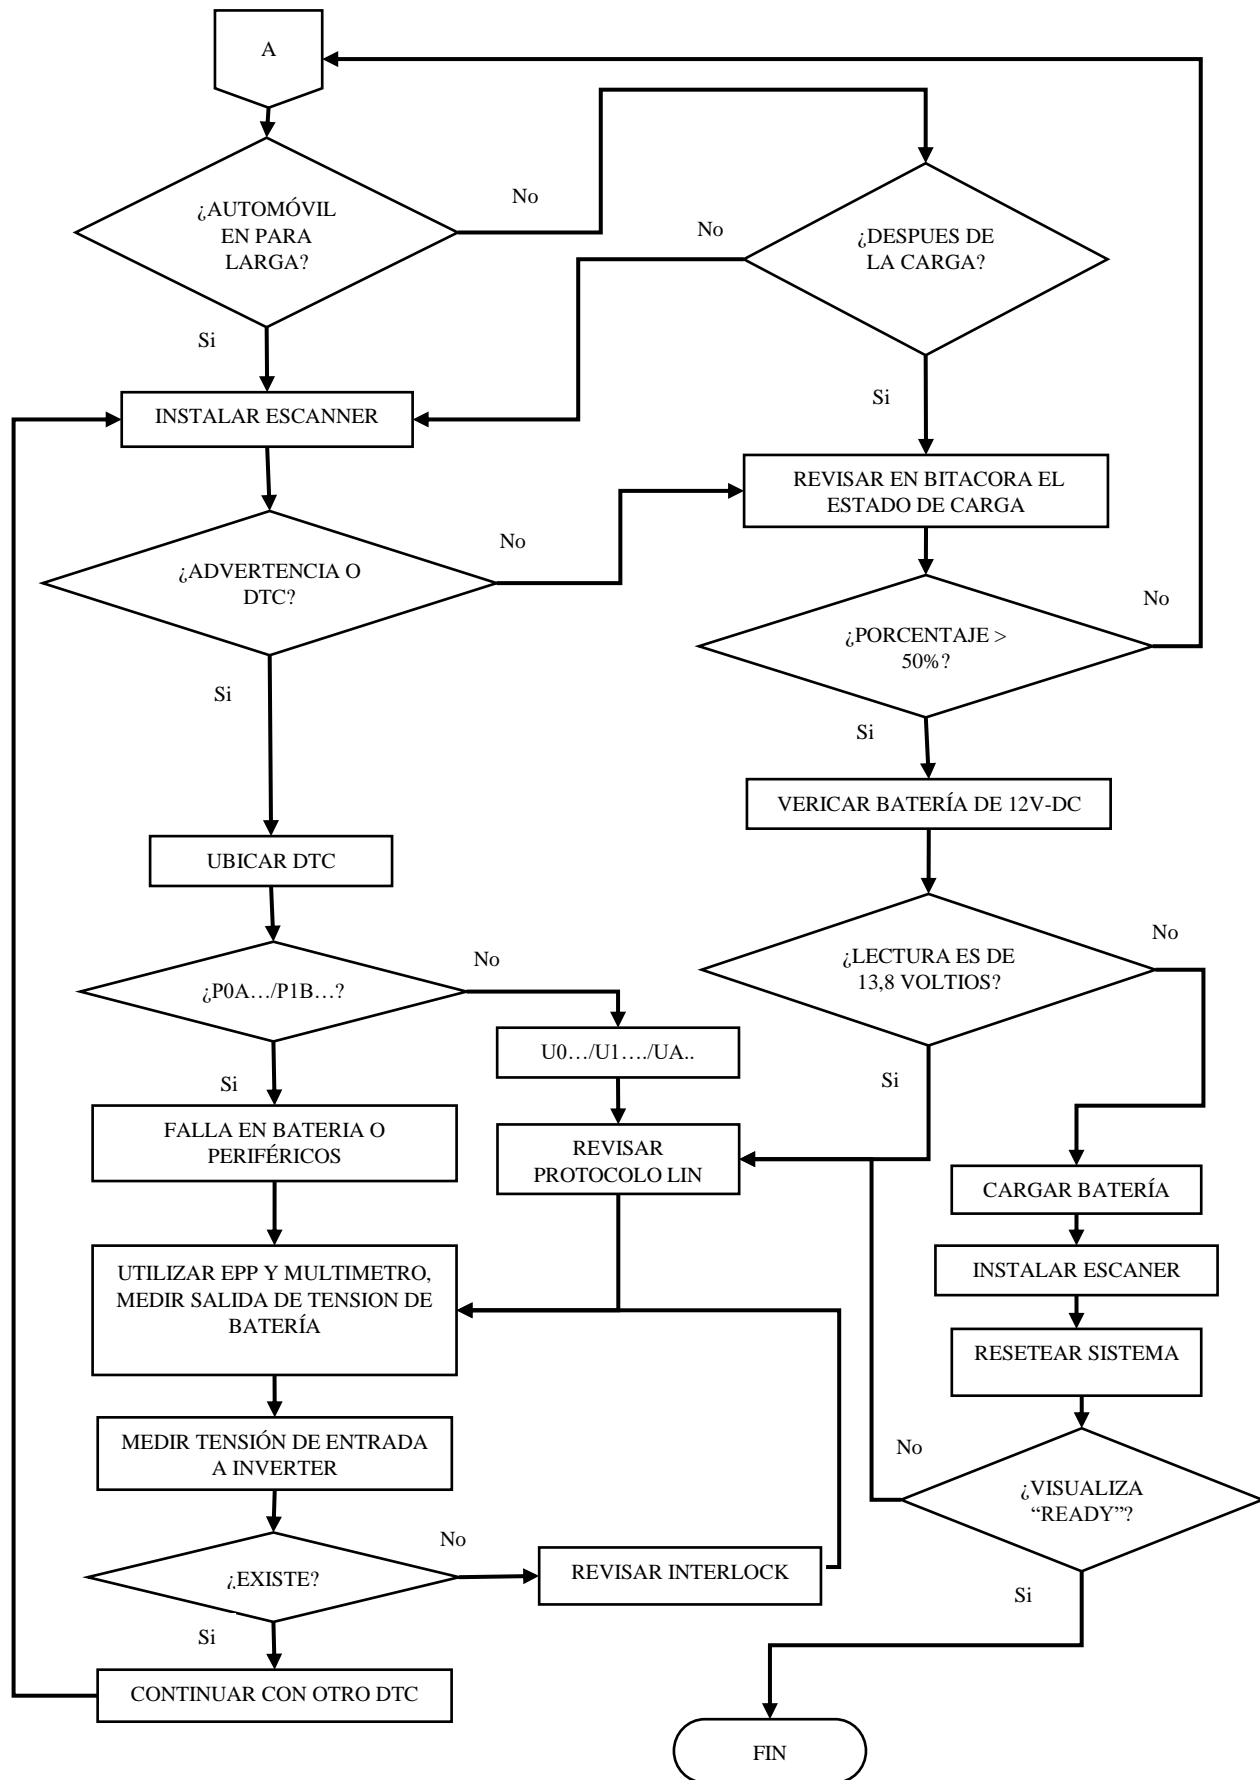 A
¿AUTOMÓVIL
EN PARA
LARGA?
No
Si
¿DESPUES DE
LA CARGA?
No
Si
INSTALAR ESCANNER
REVISAR EN BITACORA EL
ESTADO DE CARGA
¿ADVERTENCIA O
DTC?
No
Si
¿PORCENTAJE >
50%?
No
Si
VERICAR BATERÍA DE 12V-DC
UBICAR DTC
¿LECTURA ES DE
13,8 VOLTIOS?
No
Si
¿P0A…/P1B…?
No
Si
U0…/U1…./UA..
FALLA EN BATERIA O
PERIFÉRICOS
REVISAR
PROTOCOLO LIN
CARGAR BATERÍA
INSTALAR ESCANER
RESETEAR SISTEMA
UTILIZAR EPP Y MULTIMETRO,
MEDIR SALIDA DE TENSION DE
BATERÍA
MEDIR TENSIÓN DE ENTRADA
A INVERTER
¿VISUALIZA
“READY”?
No
Si
¿EXISTE?
No
Si
REVISAR INTERLOCK
CONTINUAR CON OTRO DTC
FIN